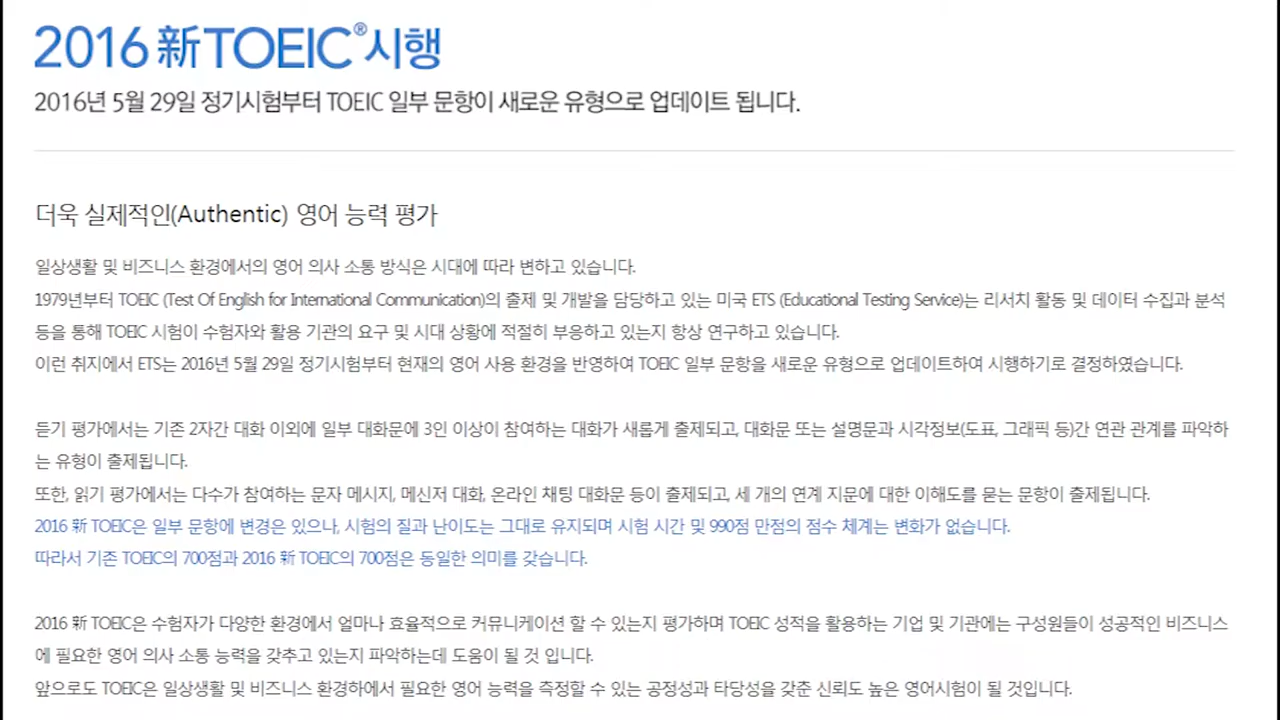 2016 新TOEIC®시행
2016년 5월 29일 정기시험부터 TOEIC 일부 문항이 새로운 유형으로 업데이트 됩니다.
더욱 실제적인(Authentic) 영어 능력 평가
일상생활 및 비즈니스 환경에서의 영어 의사 소통 방식은 시대에 따라 변하고 있습니다.
1979년부터 TOEIC (Test Of English for International Communication)의 출제 및 개발을 담당하고 있는 미국 ETS (Educational Testing Service)는 리서치 활동 및 데이터 수집과 분석
등을 통해 TOEIC 시험이 수험자와 활용 기관의 요구 및 시대 상황에 적절히 부응하고 있는지 항상 연구하고 있습니다.
이런 취지에서 ETS는 2016년 5월 29일 정기시험부터 현재의 영어 사용 환경을 반영하여 TOEIC 일부 문항을 새로운 유형으로 업데이트하여 시행하기로 결정하였습니다.
듣기 평가에서는 기존 2자간 대화 이외에 일부 대화문에 3인 이상이 참여하는 대화가 새롭게 출제되고, 대화문 또는 설명문과 시각정보(도표, 그래픽 등)간 연관 관계를 파악하
는 유형이 출제됩니다.
또한, 읽기 평가에서는 다수가 참여하는 문자 메시지, 메신저 대화, 온라인 채팅 대화문 등이 출제되고, 세 개의 연계 지문에 대한 이해도를 묻는 문항이 출제됩니다.
2016 新 TOEIC은 일부 문항에 변경은 있으나, 시험의 질과 난이도는 그대로 유지되며 시험 시간 및 990점 만점의 점수 체계는 변화가 없습니다.
따라서 기존 TOEIC의 700점과 2016 新 TOEIC의 700점은 동일한 의미를 갖습니다.
2016 新 TOEIC은 수험자가 다양한 환경에서 얼마나 효율적으로 커뮤니케이션 할 수 있는지 평가하며 TOEIC 성적을 활용하는 기업 및 기관에는 구성원들이 성공적인 비즈니스
에 필요한 영어 의사 소통 능력을 갖추고 있는지 파악하는데 도움이 될 것 입니다.
앞으로도 TOEIC은 일상생활 및 비즈니스 환경하에서 필요한 영어 능력을 측정할 수 있는 공정성과 타당성을 갖춘 신뢰도 높은 영어시험이 될 것입니다.